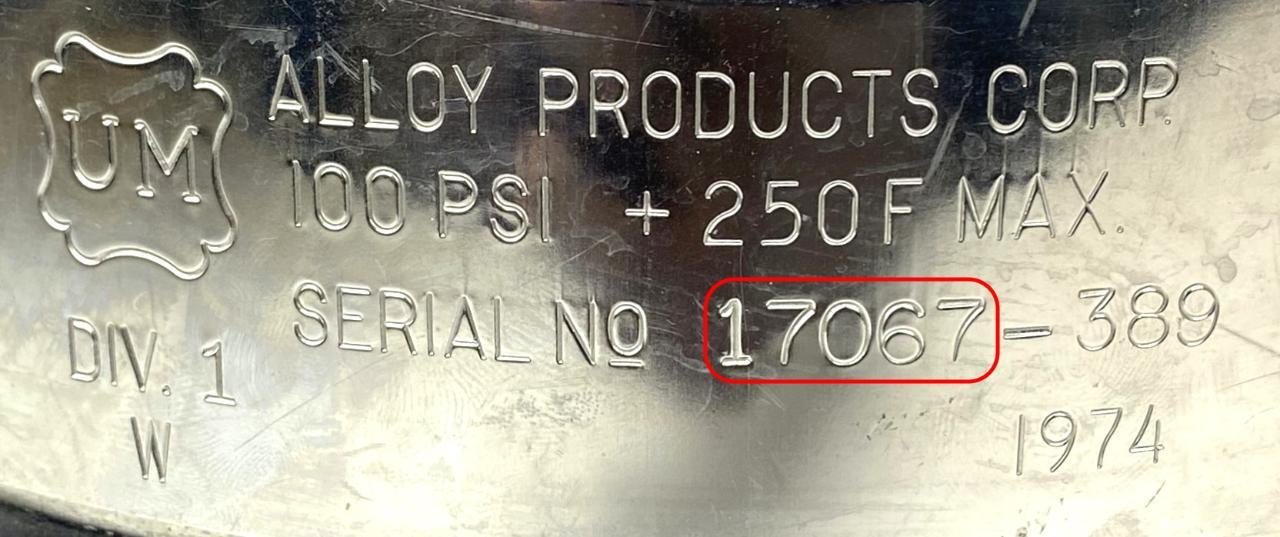 UM
ALLOY PRODUCTS CORP.
100 PSI + 250F MAX.
SERIAL No 17067-389
DIV. 1
W
1974